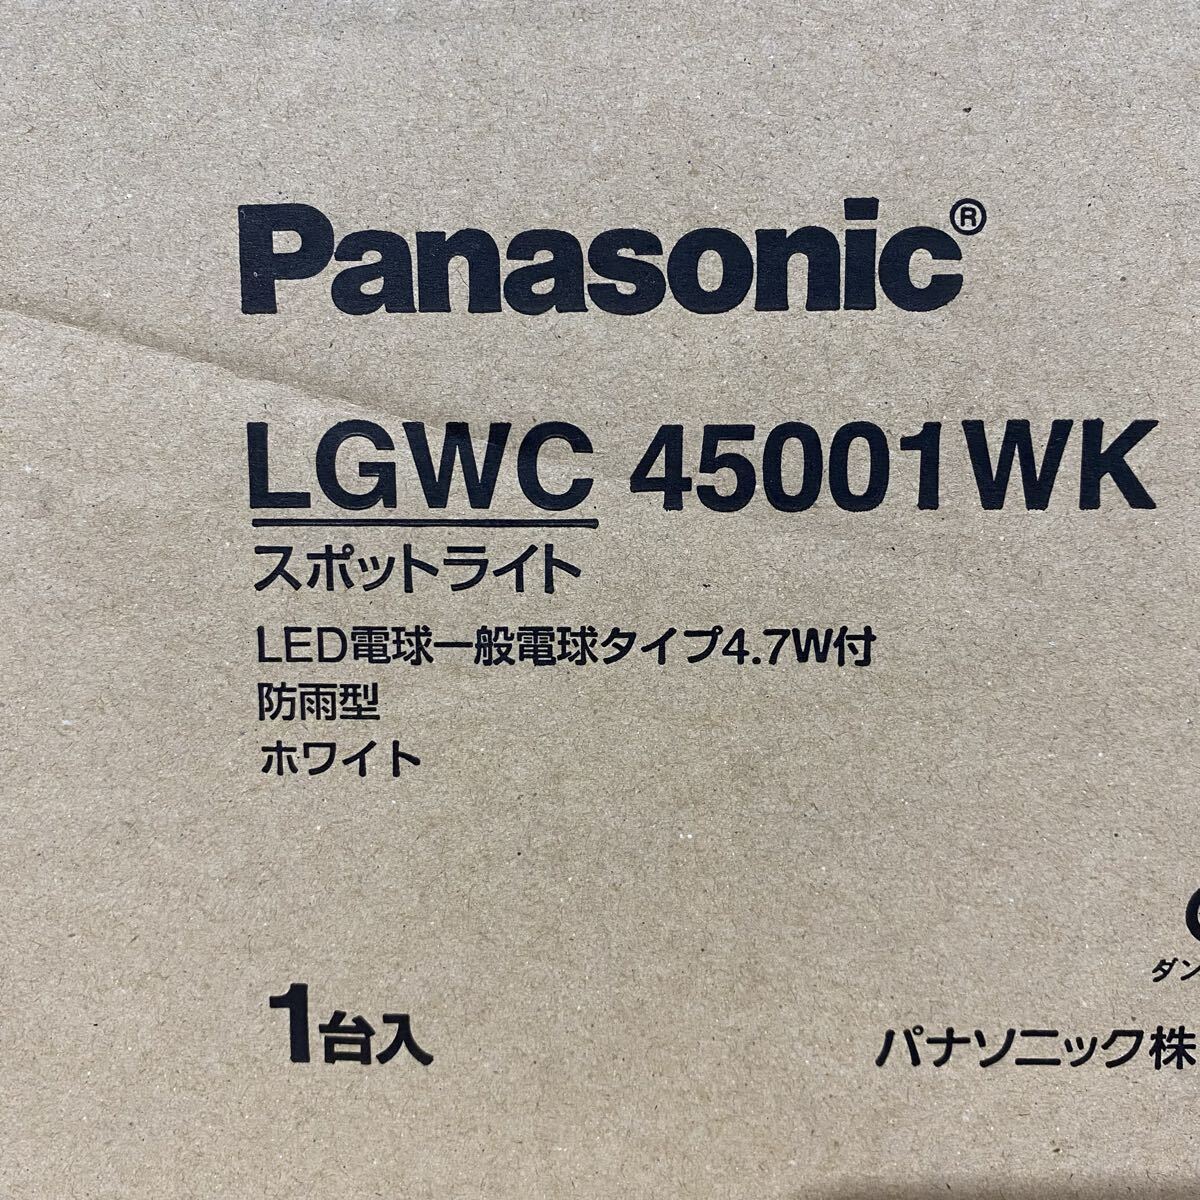 Panasonic®
LGWC 45001WK
スポットライト
LED電球一般電球タイプ4.7W付
防雨型
ホワイト
ダン
1台入
パナソニック株